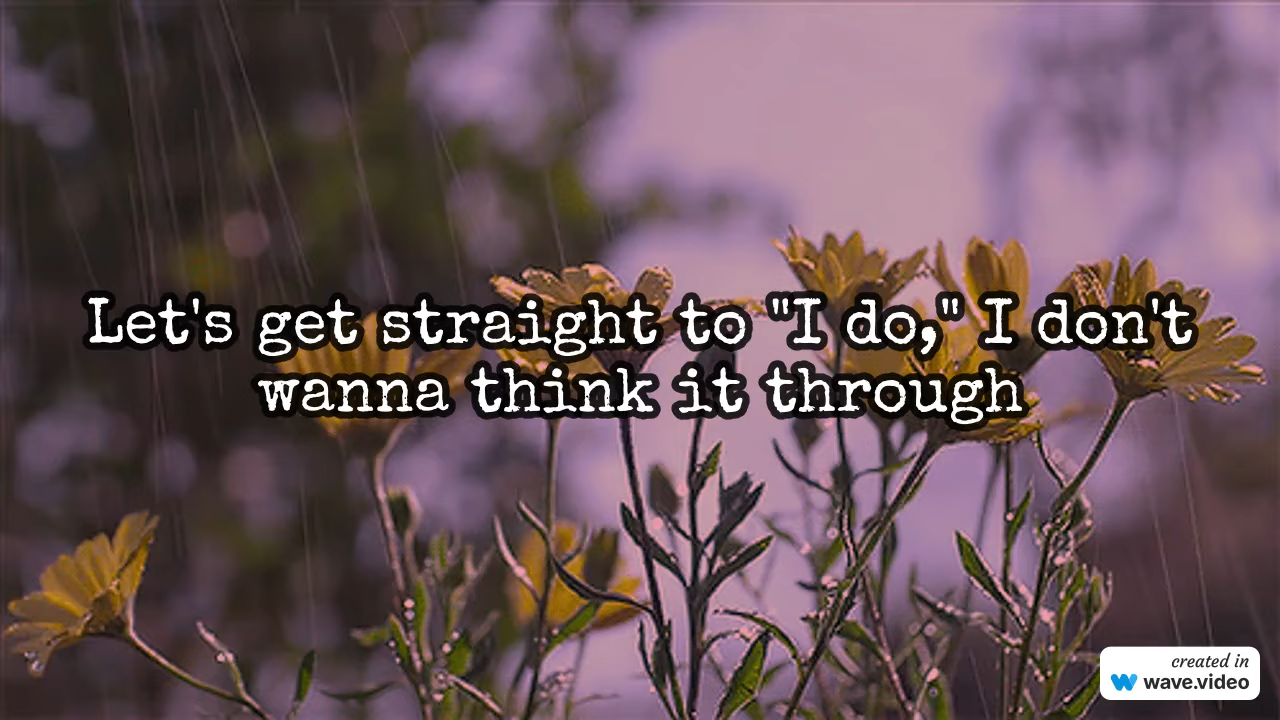 Let's get straight to "I do," I don't
wanna think it through
created in
wave.video